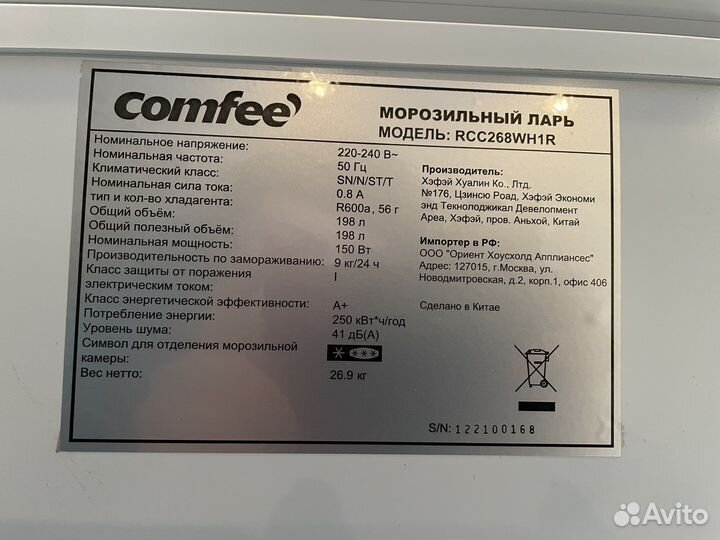 comfee'
МОРОЗИЛЬНЫЙ ЛАРЬ
МОДЕЛЬ: RCC268WH1R
Номинальное напряжение: 220-240 В~
Номинальная частота: 50 Гц
Климатический класс: SN/N/ST/T
Номинальная сила тока: 0.8 А
тип и кол-во хладагента: R600a, 56 г
Общий объём: 198 л
Общий полезный объём: 198 л
Номинальная мощность: 150 Вт
Производительность по замораживанию: 9 кг/24 ч
Класс защиты от поражения
электрическим током: I
Класс энергетической эффективности: A+
Потребление энергии: 250 кВт*ч/год
Уровень шума: 41 дБ(А)
Символ для отделения морозильной
камеры:
Вес нетто: 26.9 кг
Производитель:
Хэфэй Хуалин Ко., Лтд.
№176, Цзинсю Роад, Хэфэй Экономи
энд Текнолоджикал Девелопмент
Ареа, Хэфэй, пров. Аньхой, Китай
Импортер в РФ:
ООО "Ориент Хоусхолд Апплиансес"
Адрес: 127015, г.Москва, ул.
Новодмитровская, д.2, корп.1, офис 406
Сделано в Китае
S/N: 122100168
Avito